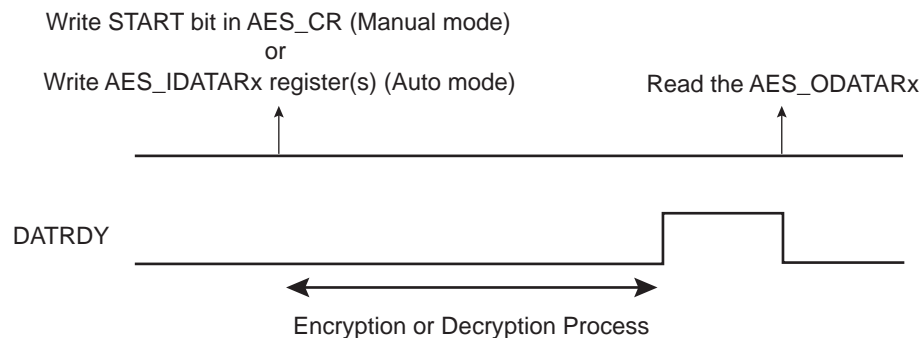 Write START bit in AES_CR (Manual mode)
or
Write AES_IDATARx register(s) (Auto mode)
Read the AES_ODATARx
DATRDY
Encryption or Decryption Process